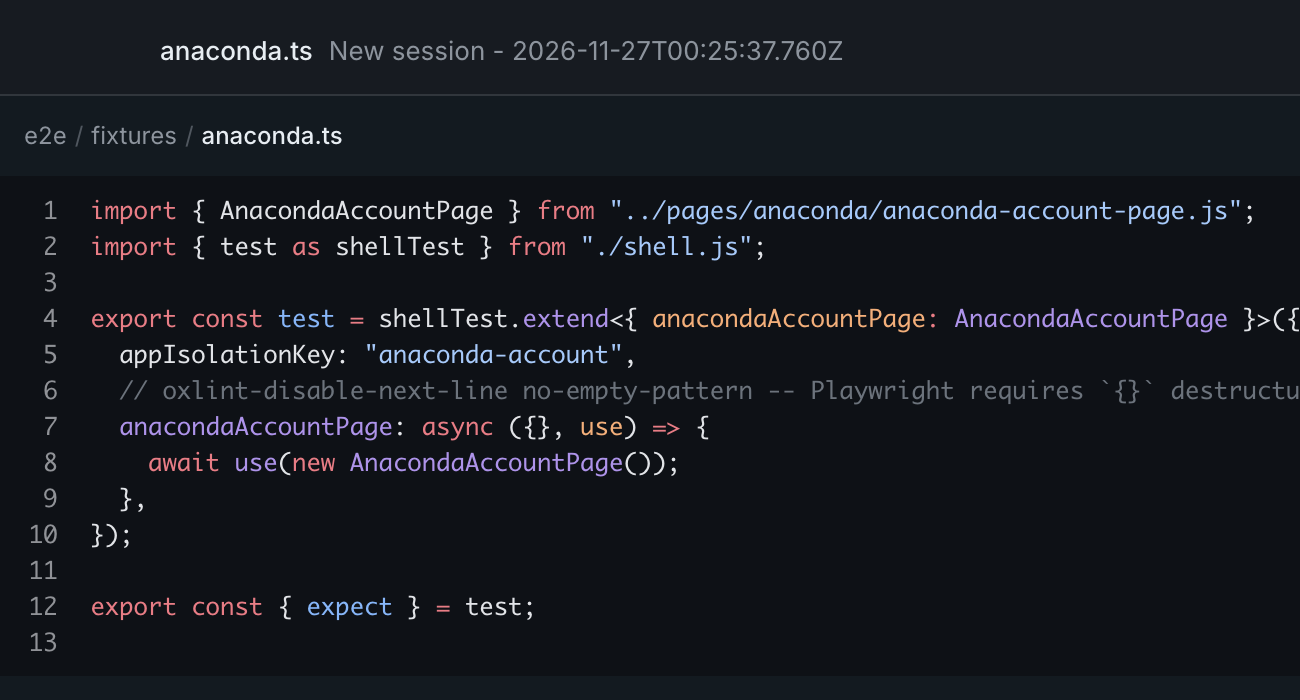 anaconda.ts New session - 2026-11-27T00:25:37.760Z
e2e / fixtures / anaconda.ts
1 import { AnacondaAccountPage } from "../pages/anaconda/anaconda-account-page.js";
2 import { test as shellTest } from "./shell.js";
3
4 export const test = shellTest.extend<{ anacondaAccountPage: AnacondaAccountPage }>({
5   appIsolationKey: "anaconda-account",
6   // oxlint-disable-next-line no-empty-pattern -- Playwright requires `{}` destructu
7   anacondaAccountPage: async ({}, use) => {
8     await use(new AnacondaAccountPage());
9   },
10 });
11
12 export const { expect } = test;
13